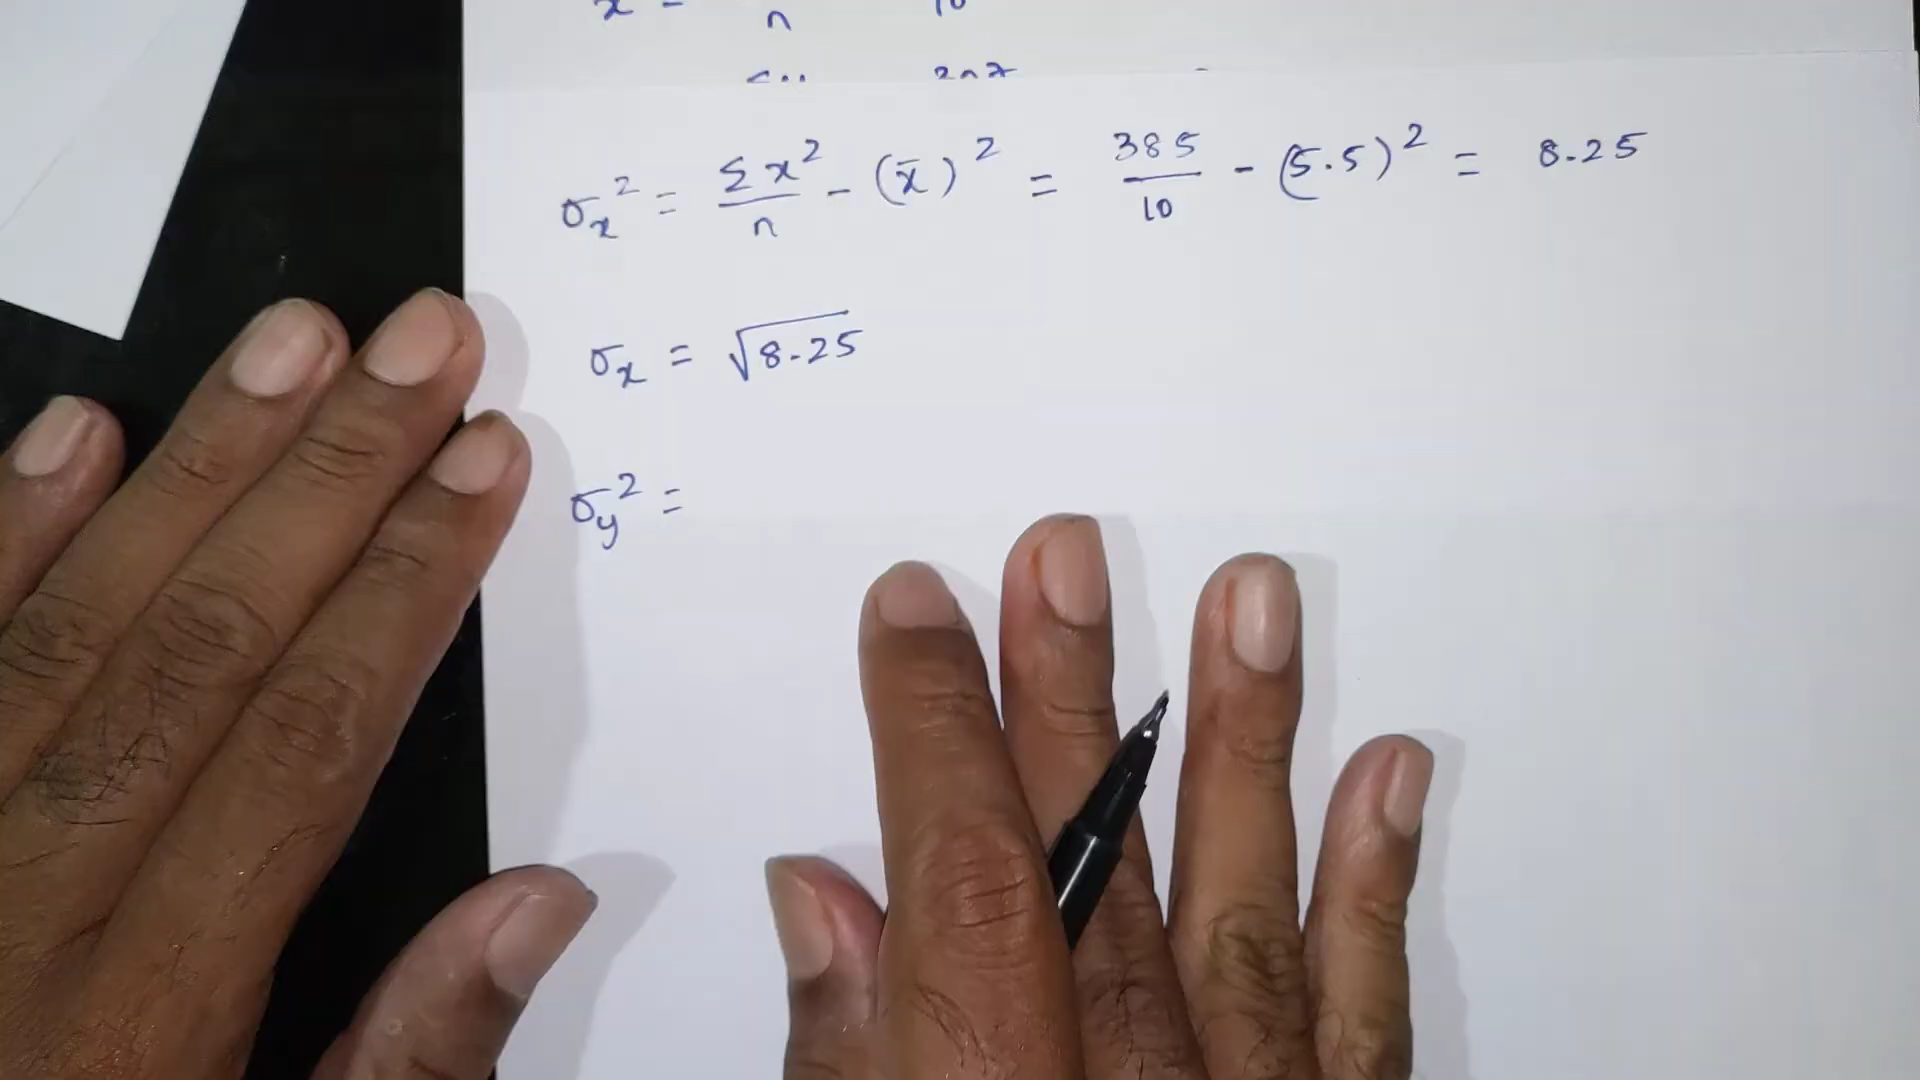 n
σx² = Σx²/n - (x̄)² = 385/10 - (5.5)² = 8.25
σx = √8.25
σy² =